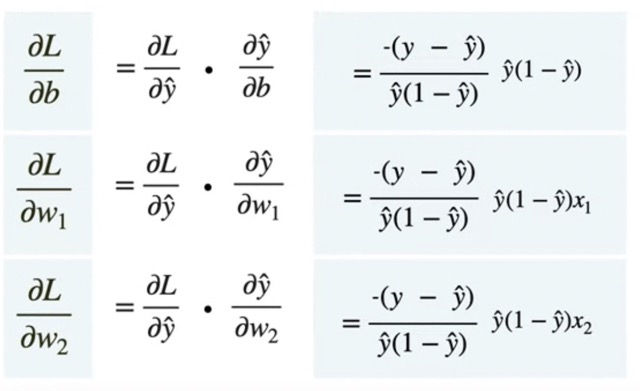 ∂L/∂b = ∂L/∂ŷ · ∂ŷ/∂b = -(y − ŷ)/ŷ(1 − ŷ) ŷ(1 − ŷ)
∂L/∂w₁ = ∂L/∂ŷ · ∂ŷ/∂w₁ = -(y − ŷ)/ŷ(1 − ŷ) ŷ(1 − ŷ)x₁
∂L/∂w₂ = ∂L/∂ŷ · ∂ŷ/∂w₂ = -(y − ŷ)/ŷ(1 − ŷ) ŷ(1 − ŷ)x₂